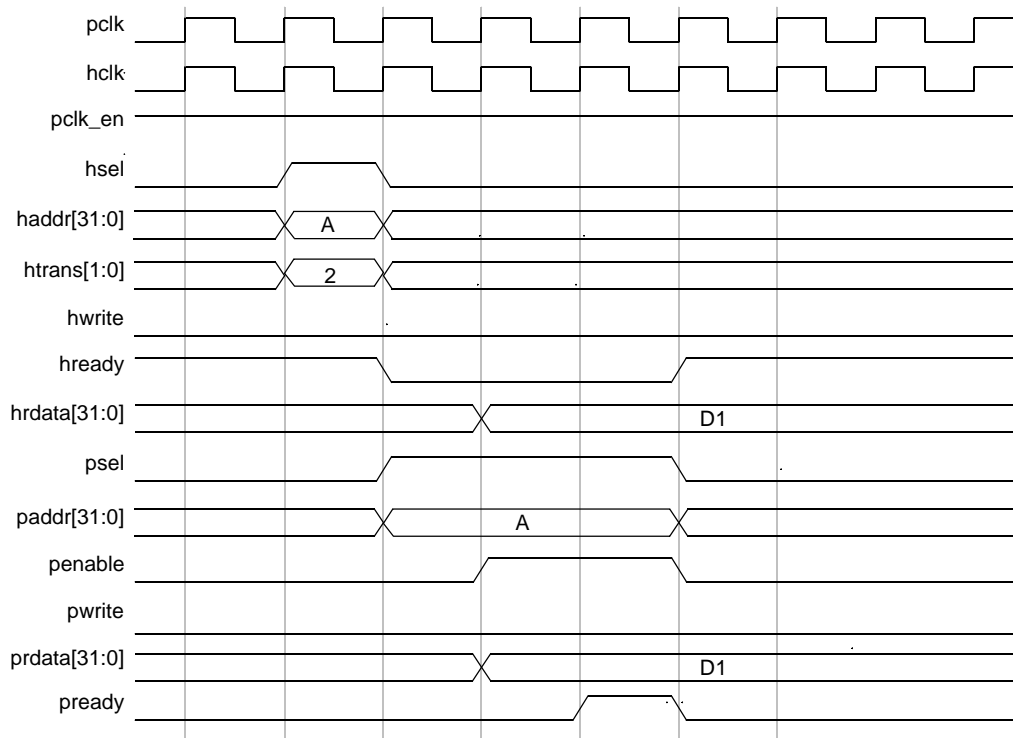 pclk
hclk
pclk_en
hsel
haddr[31:0] A
htrans[1:0] 2
hwrite
hready
hrdata[31:0] D1
psel
paddr[31:0] A
penable
pwrite
prdata[31:0] D1
pready